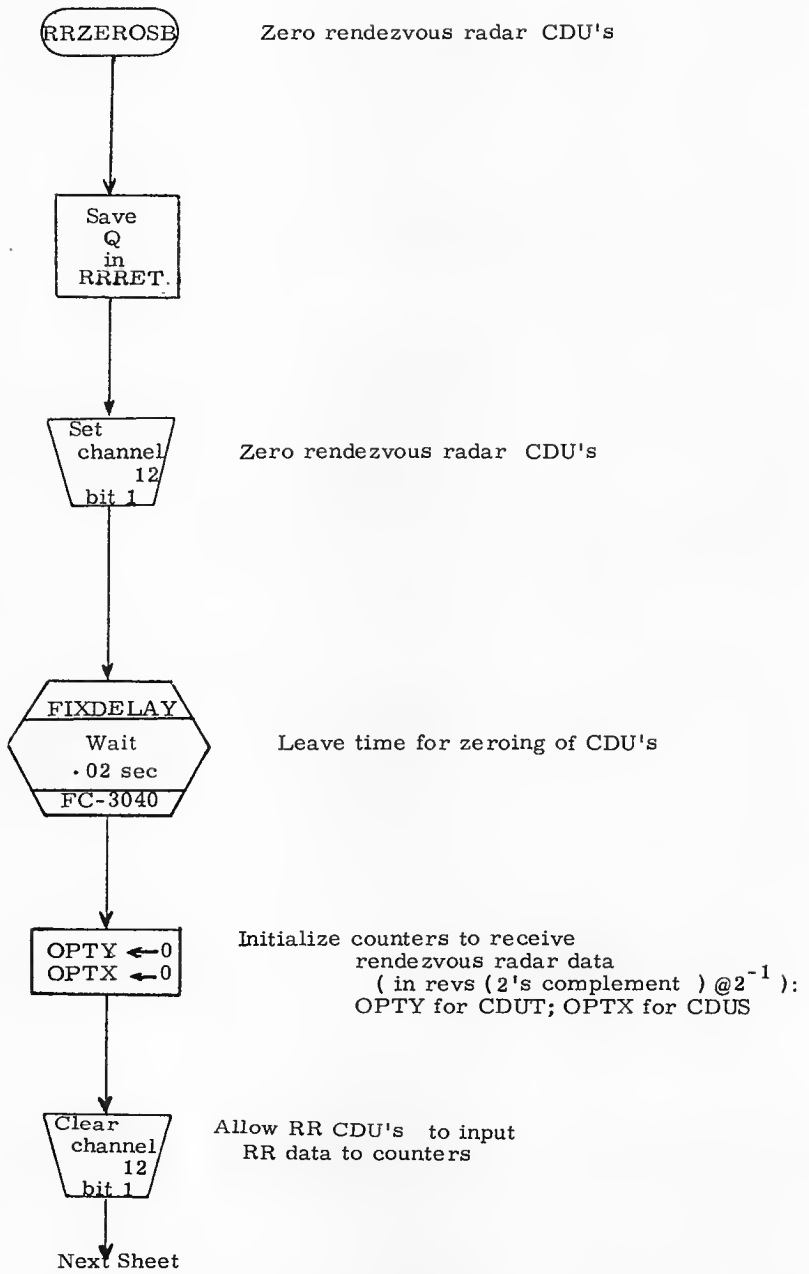 RRZEROSB
Zero rendezvous radar CDU's
Save
Q
in
RRRET.
Set
channel
12
bit 1
Zero rendezvous radar CDU's
FIXDELAY
Wait
.02 sec
FC-3040
Leave time for zeroing of CDU's
OPTY ←0
OPTX ←0
Initialize counters to receive
rendezvous radar data
( in revs (2's complement ) @2⁻¹ ):
OPTY for CDUT; OPTX for CDUS
Clear
channel
12
bit 1
Allow RR CDU's to input
RR data to counters
Next Sheet